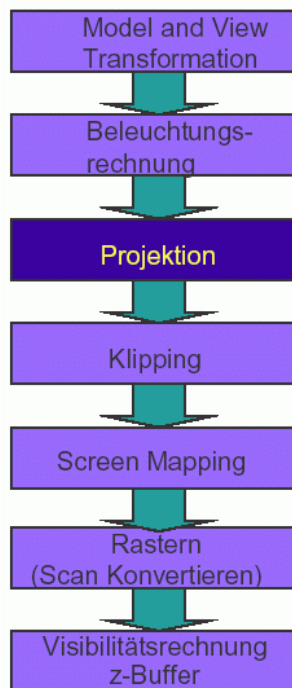 Model and View
Transformation
Beleuchtungs-
rechnung
Projektion
Klipping
Screen Mapping
Rastern
(Scan Konvertieren)
Visibilitätsrechnung
z-Buffer